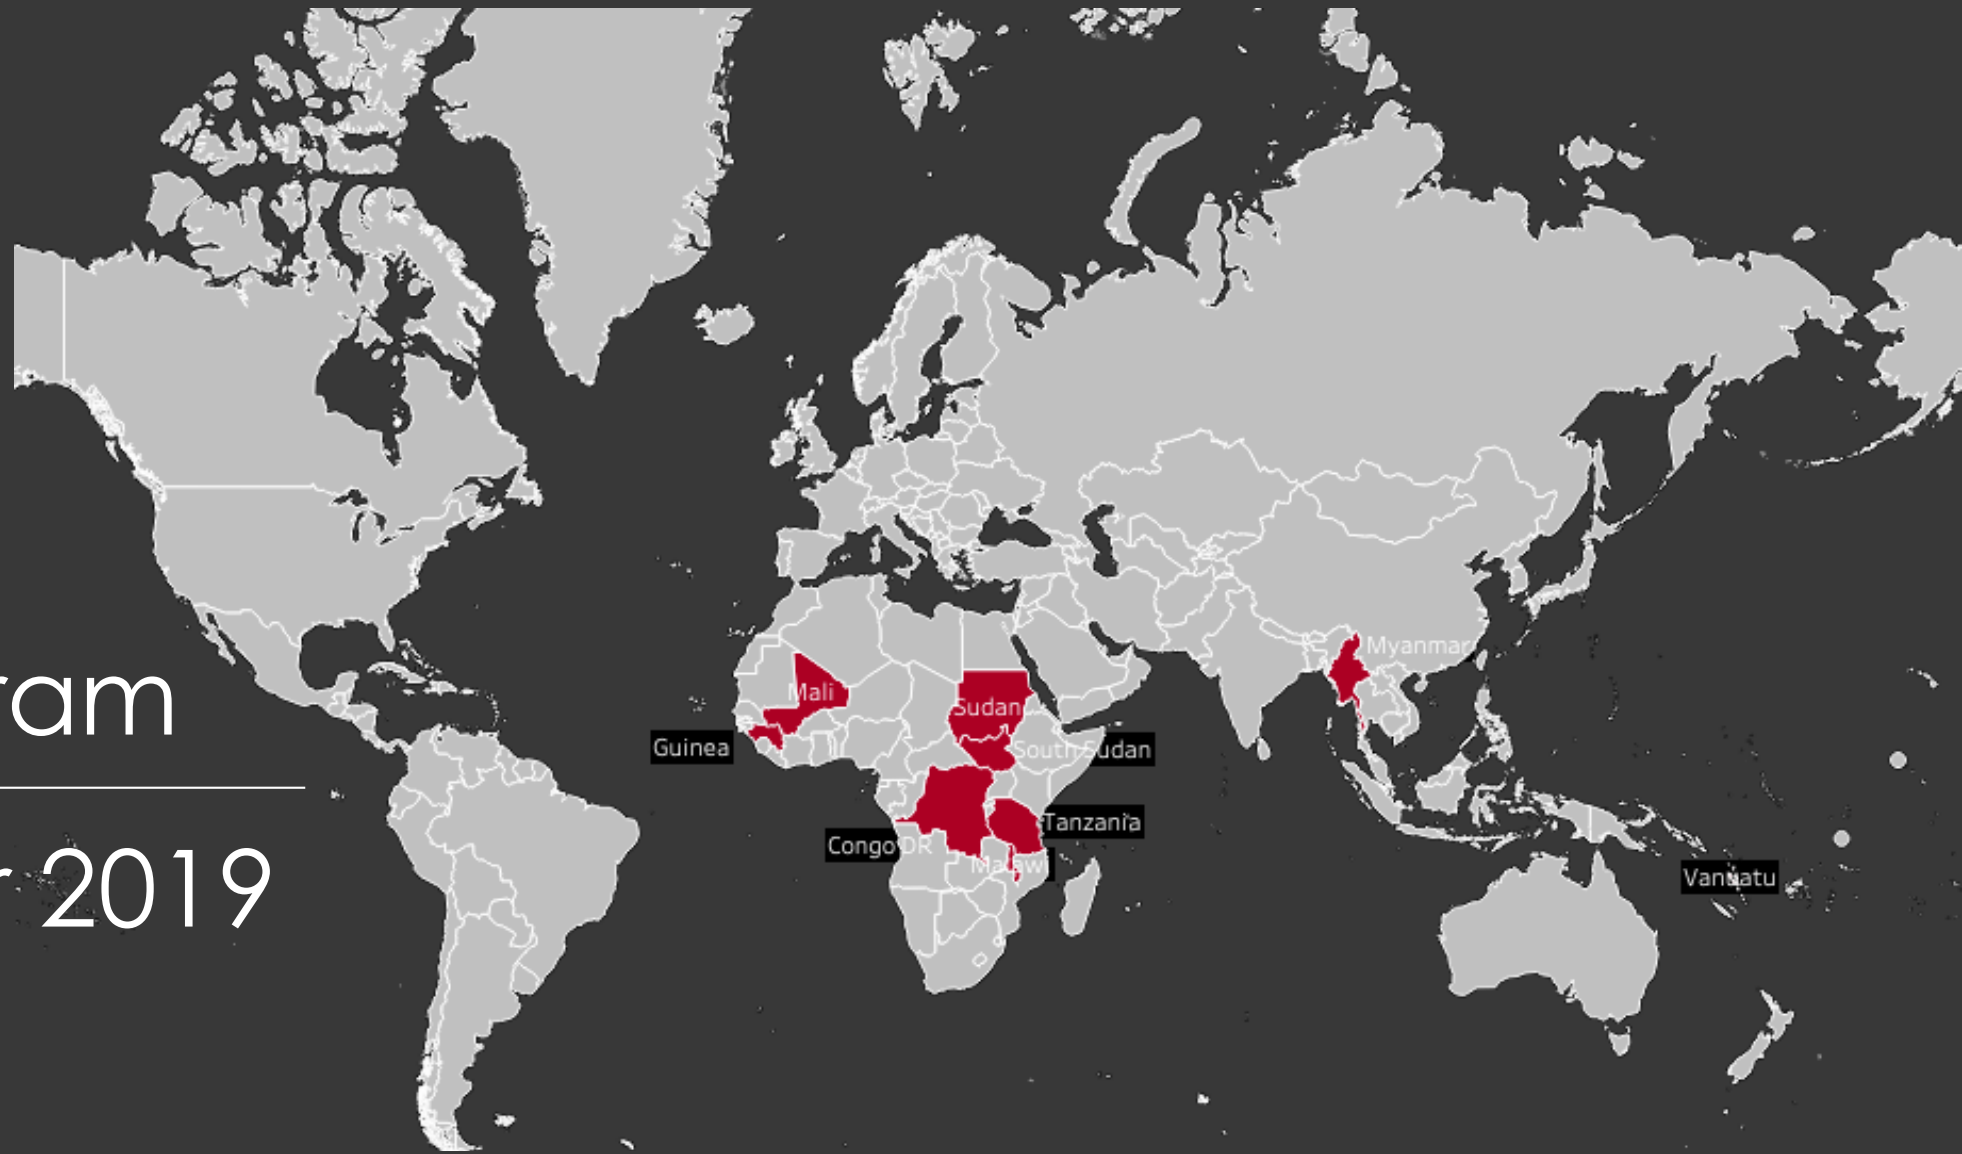 ram
r 2019
Myanmar
Mali
Sudan
Guinea
South Sudan
Tanzania
Congo DR
Malawi
Vanuatu